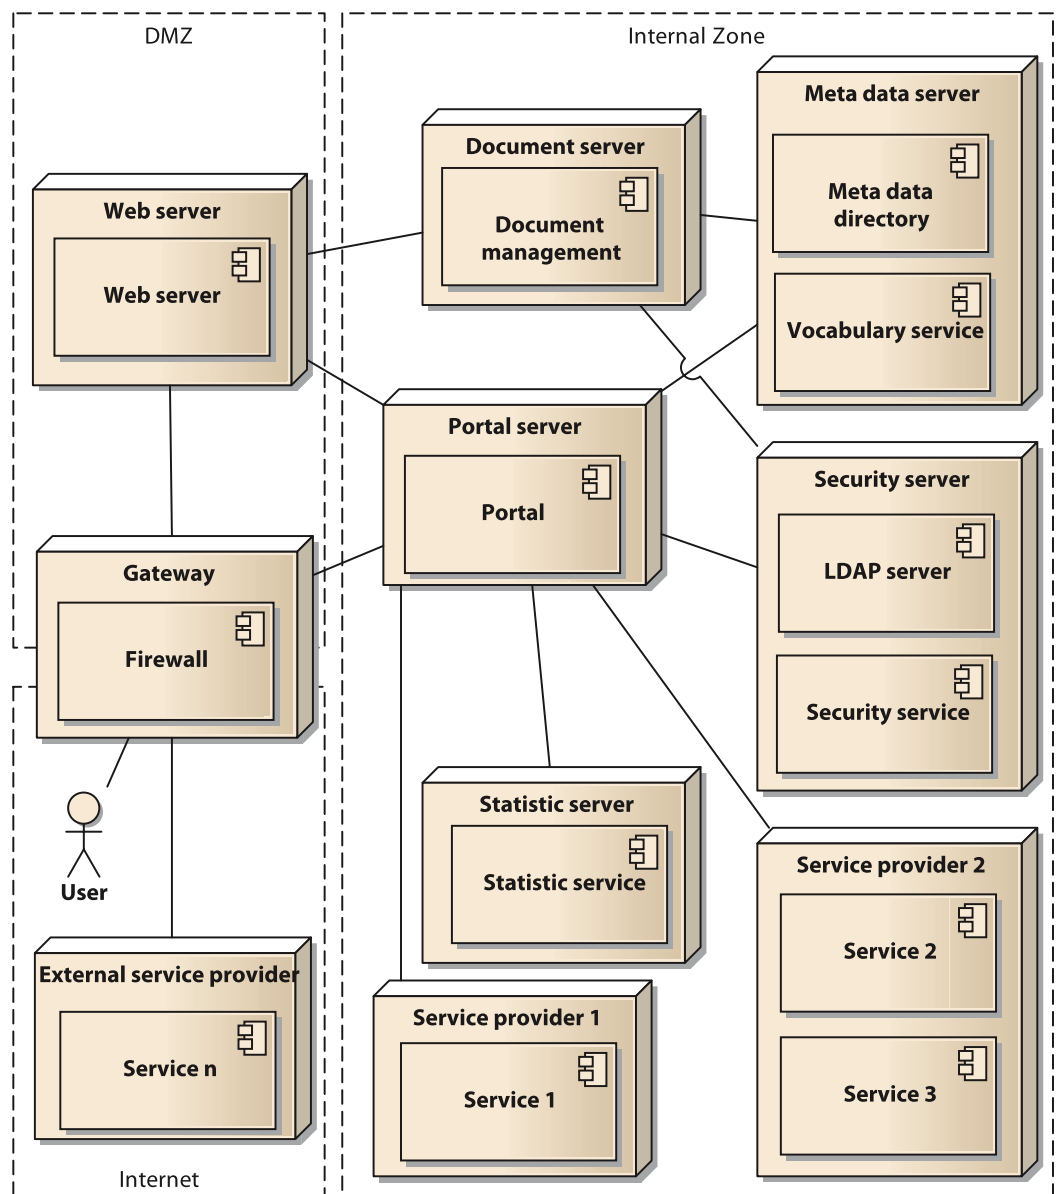 DMZ
Internal Zone
Web server
Web server
Document server
Document
management
Meta data server
Meta data
directory
Vocabulary service
Portal server
Portal
Gateway
Firewall
Security server
LDAP server
Security service
User
Statistic server
Statistic service
Service provider 2
Service 2
Service 3
External service provider
Service n
Service provider 1
Service 1
Internet